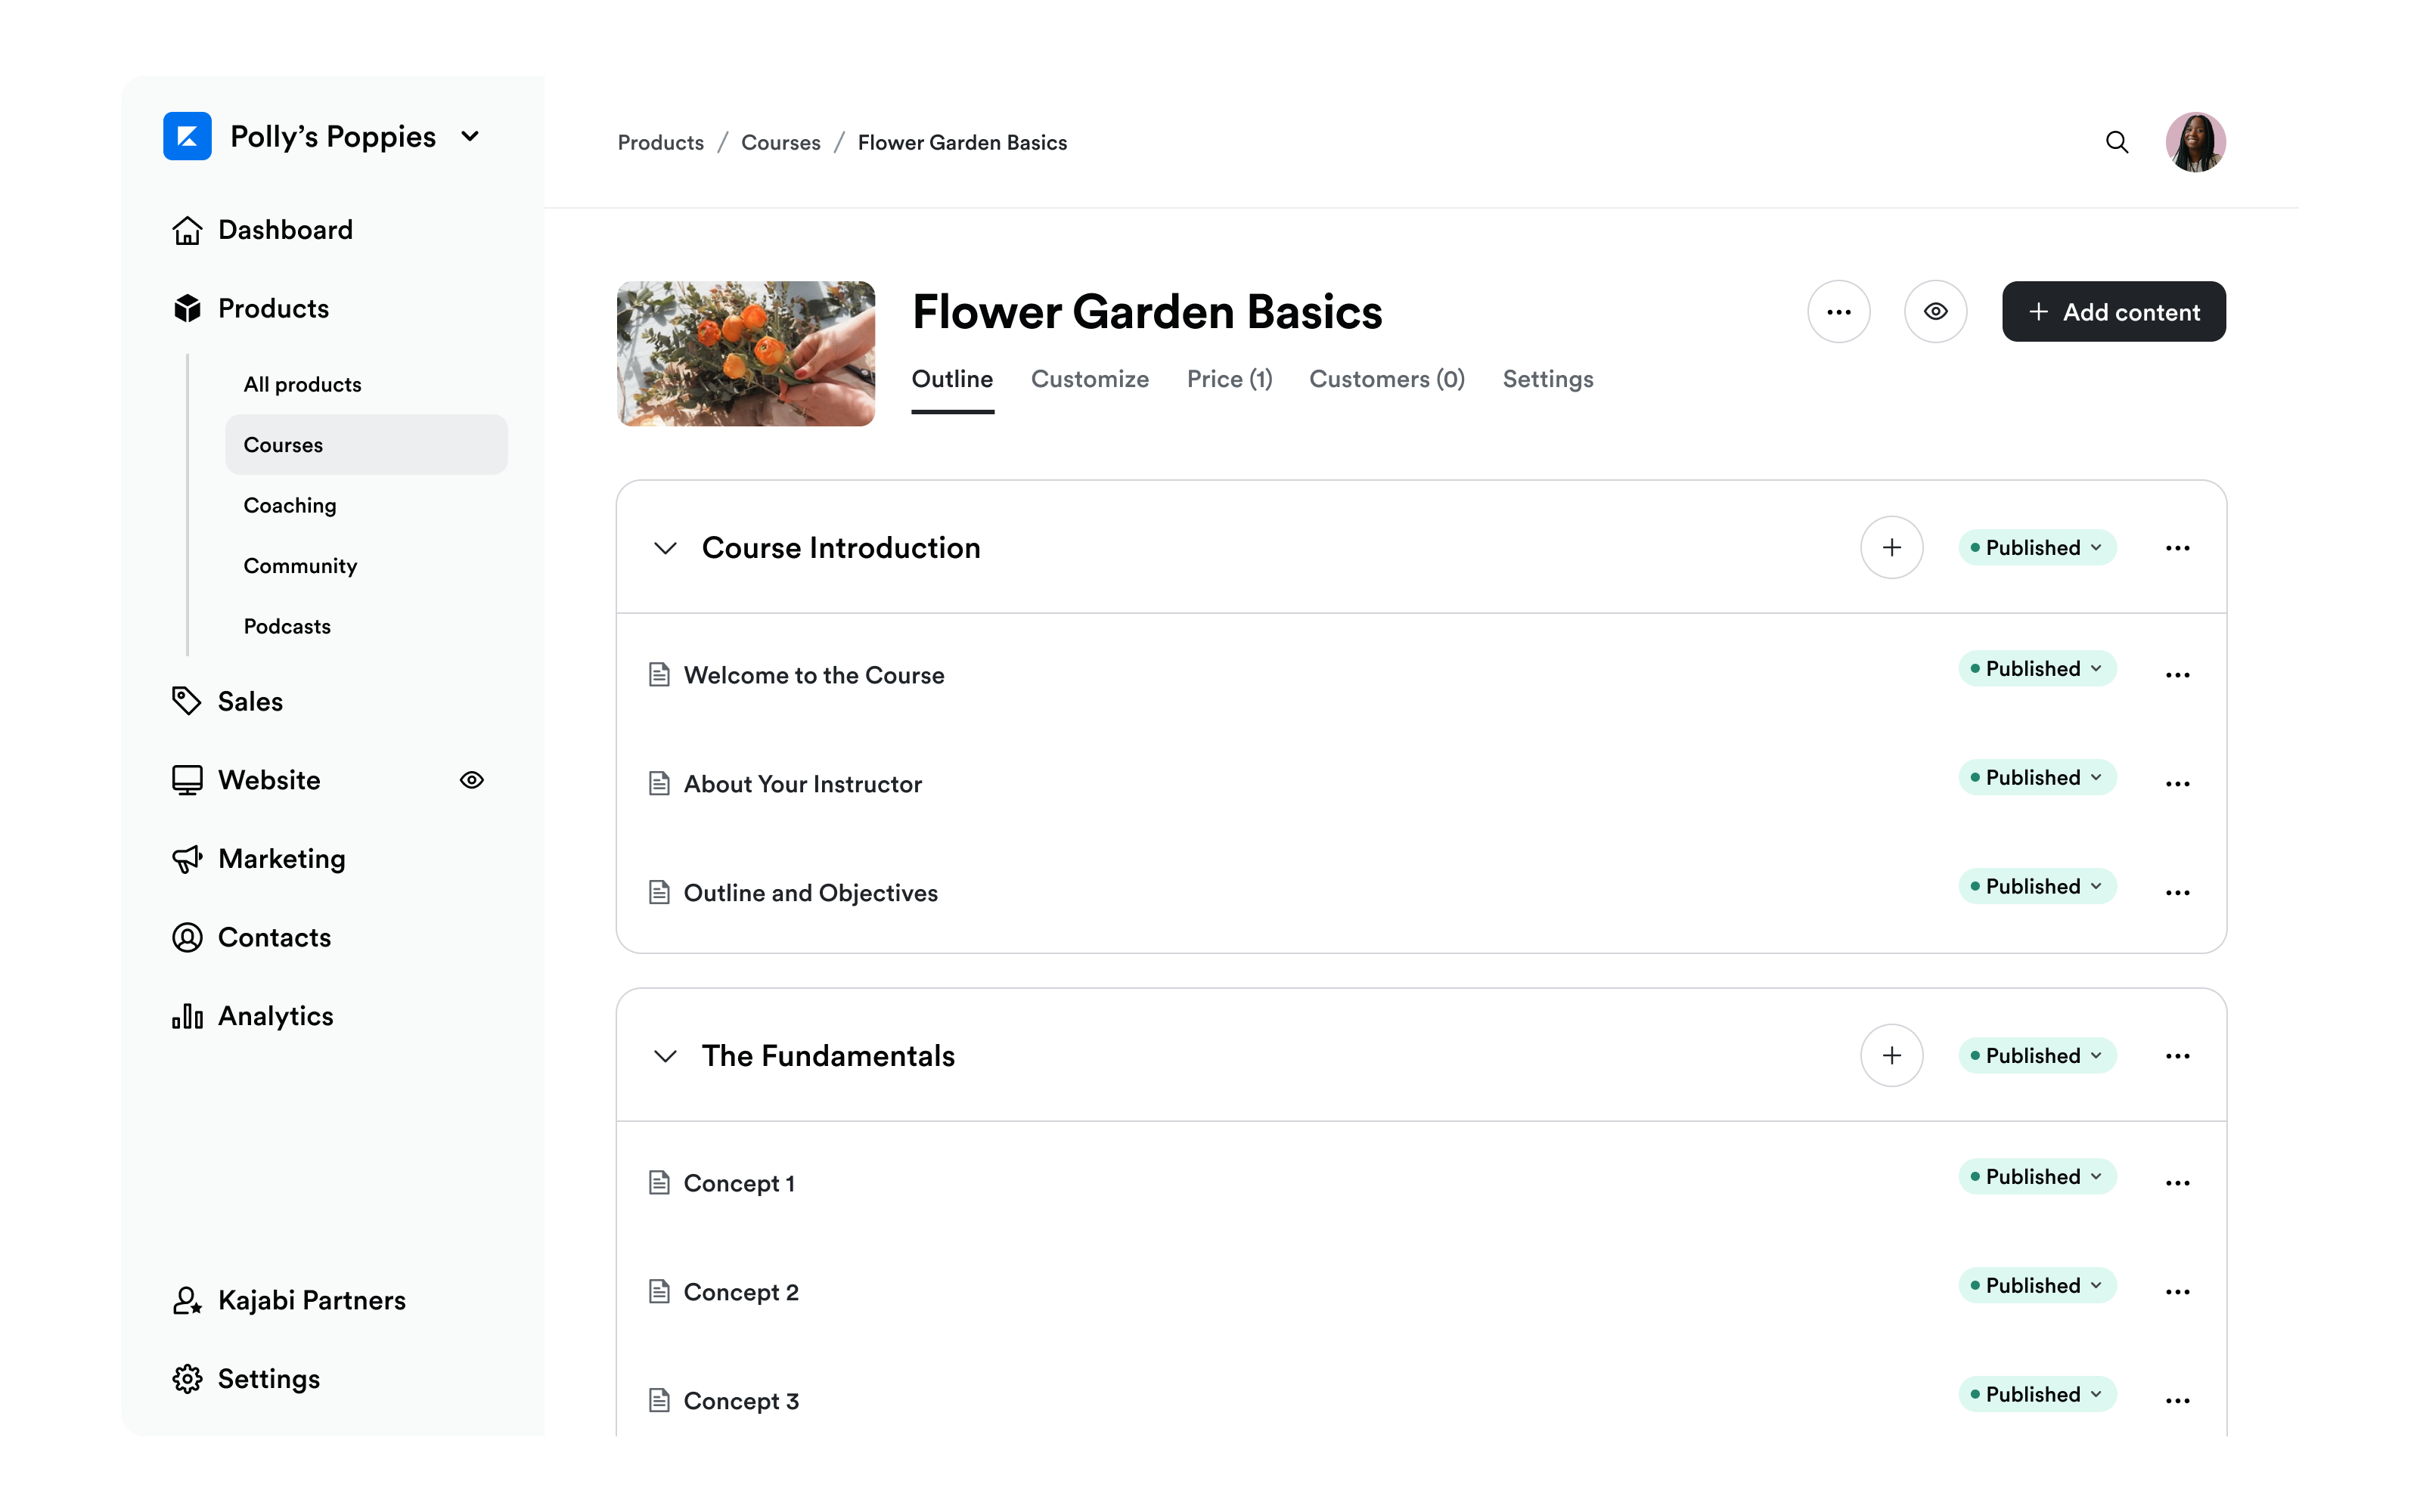 Polly’s Poppies
Dashboard
Products
All products
Courses
Coaching
Community
Podcasts
Sales
Website
Marketing
Contacts
Analytics
Kajabi Partners
Settings
Products / Courses / Flower Garden Basics
Flower Garden Basics
Add content
Outline Customize Price (1) Customers (0) Settings
Course Introduction Published
Welcome to the Course Published
About Your Instructor Published
Outline and Objectives Published
The Fundamentals Published
Concept 1 Published
Concept 2 Published
Concept 3 Published